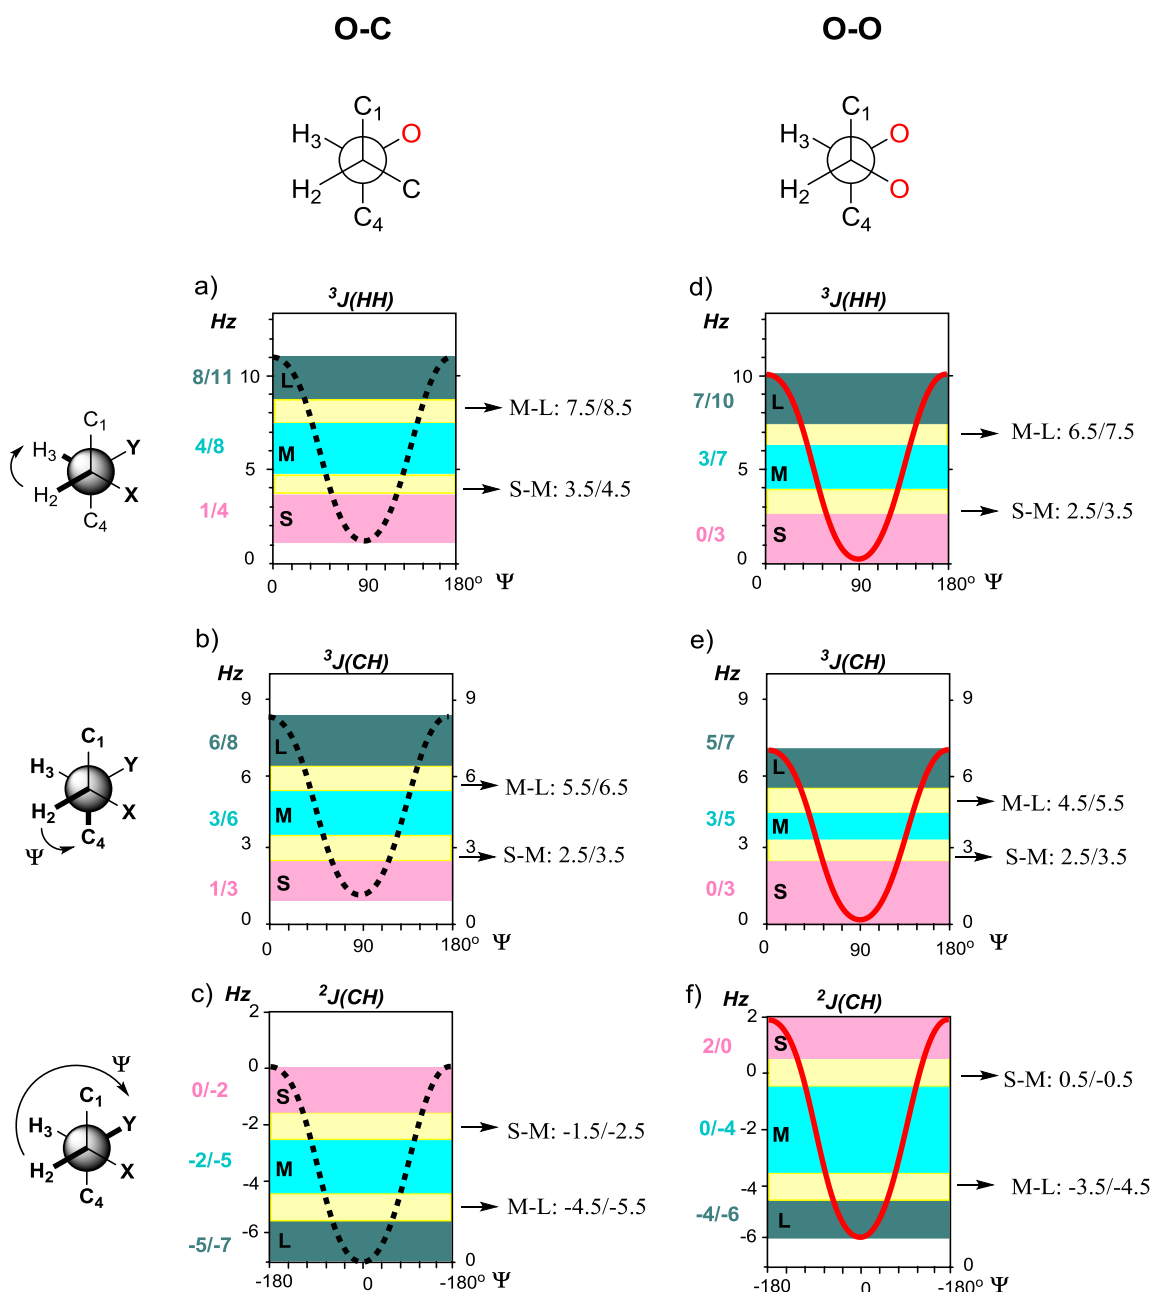 O-C
O-O
C1
H3
O
H2
C
C4
C1
H3
O
H2
O
C4
a)
3J(HH)
Hz
8/11
10
L
M-L: 7.5/8.5
4/8
M
5
S-M: 3.5/4.5
1/4
S
0
0
90
180o Ψ
C1
H3
Y
H2
X
C4
d)
3J(HH)
Hz
10
7/10
L
M-L: 6.5/7.5
3/7
5
M
S-M: 2.5/3.5
0/3
S
0
0
90
180o Ψ
b)
3J(CH)
Hz
9
9
6/8
L
6
6
M-L: 5.5/6.5
3/6
M
3
3
S-M: 2.5/3.5
1/3
S
0
0
0
90
180o Ψ
C1
H3
Y
H2
X
C4
Ψ
e)
3J(CH)
Hz
9
9
5/7
L
6
6
M-L: 4.5/5.5
3/5
M
3
3
S-M: 2.5/3.5
0/3
S
0
0
0
90
180o Ψ
c)
Hz
2J(CH)
2
0
0/-2
S
-2
S-M: -1.5/-2.5
-2/-5
M
-4
M-L: -4.5/-5.5
-6
-5/-7
L
0
-180
0
-180o Ψ
Ψ
C1
H3
Y
H2
X
C4
f)
Hz
2J(CH)
2
2/0
S
0
S-M: 0.5/-0.5
0/-4
-2
M
-4
M-L: -3.5/-4.5
-4/-6
L
-6
0
-180
0
-180o Ψ